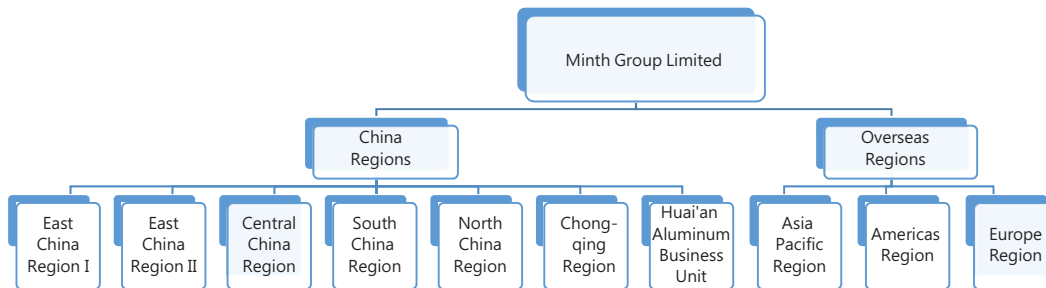 Minth Group Limited
China
Regions
Overseas
Regions
East
China
Region I
East
China
Region II
Central
China
Region
South
China
Region
North
China
Region
Chong-
qing
Region
Huai'an
Aluminum
Business
Unit
Asia
Pacific
Region
Americas
Region
Europe
Region